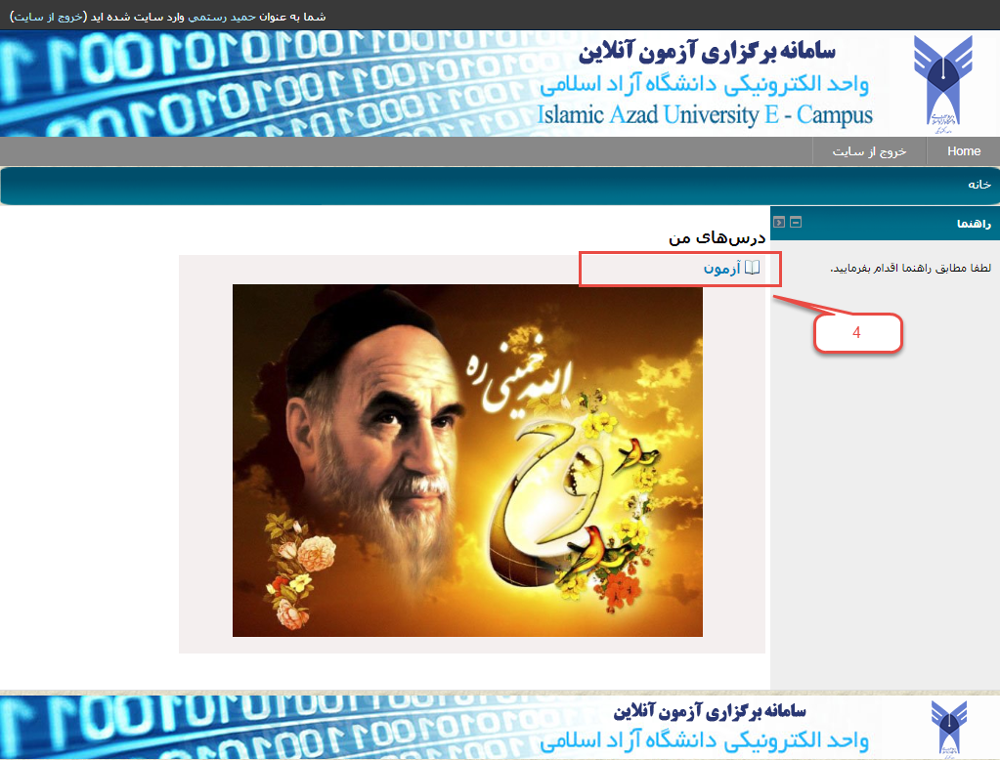 شما به عنوان حمید رستمي وارد سایت شده اید (خروج از سایت)
سامانه برگزاری آزمون آنلاین
واحد الکترونیکی دانشگاه آزاد اسلامی
Islamic Azad University E - Campus
Home
خروج از سایت
خانه
راهنما
لطفا مطابق راهنما اقدام بفرمایید.
درس‌های من
آزمون
4
روح
الله خمینی ره
سامانه برگزاری آزمون آنلاین
واحد الکترونیکی دانشگاه آزاد اسلامی